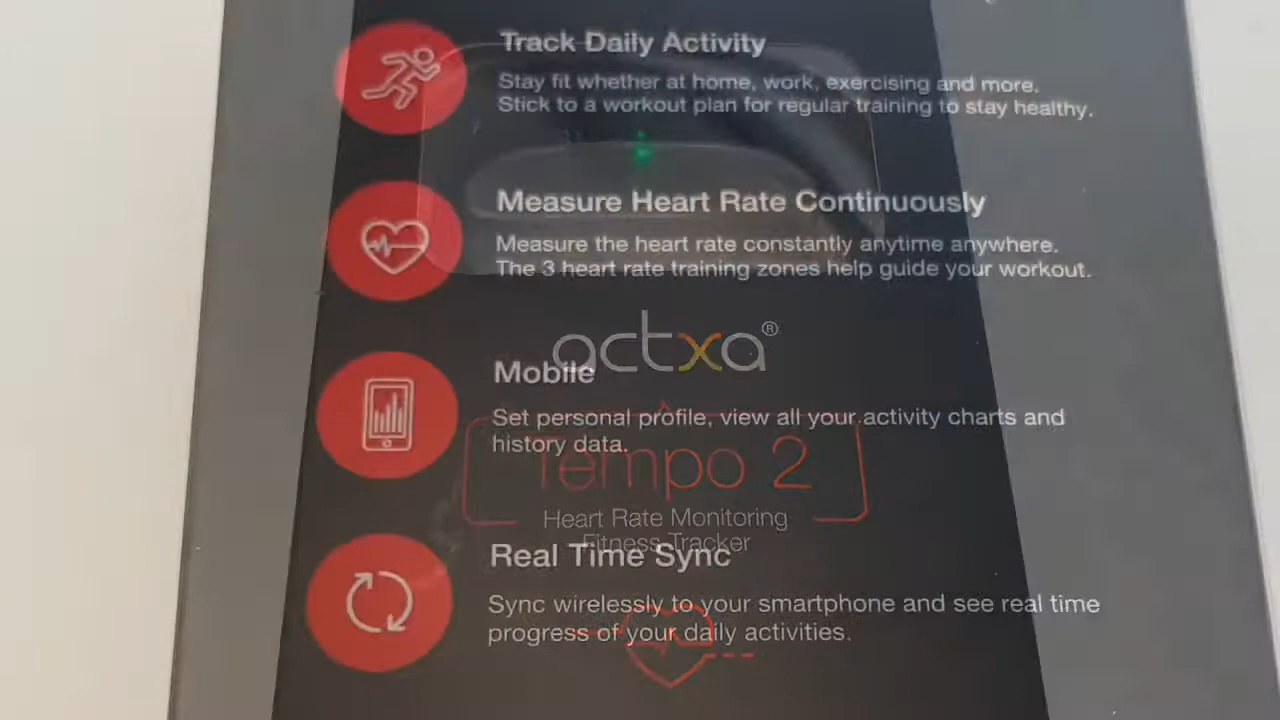 Track Daily Activity
Stay fit whether at home, work, exercising and more.
Stick to a workout plan for regular training to stay healthy.
Measure Heart Rate Continuously
Measure the heart rate constantly anytime anywhere.
The 3 heart rate training zones help guide your workout.
actxa®
Mobile
Set personal profile, view all your activity charts and
history data.
Tempo 2
Heart Rate Monitoring
Fitness Tracker
Real Time Sync
Sync wirelessly to your smartphone and see real time
progress of your daily activities.